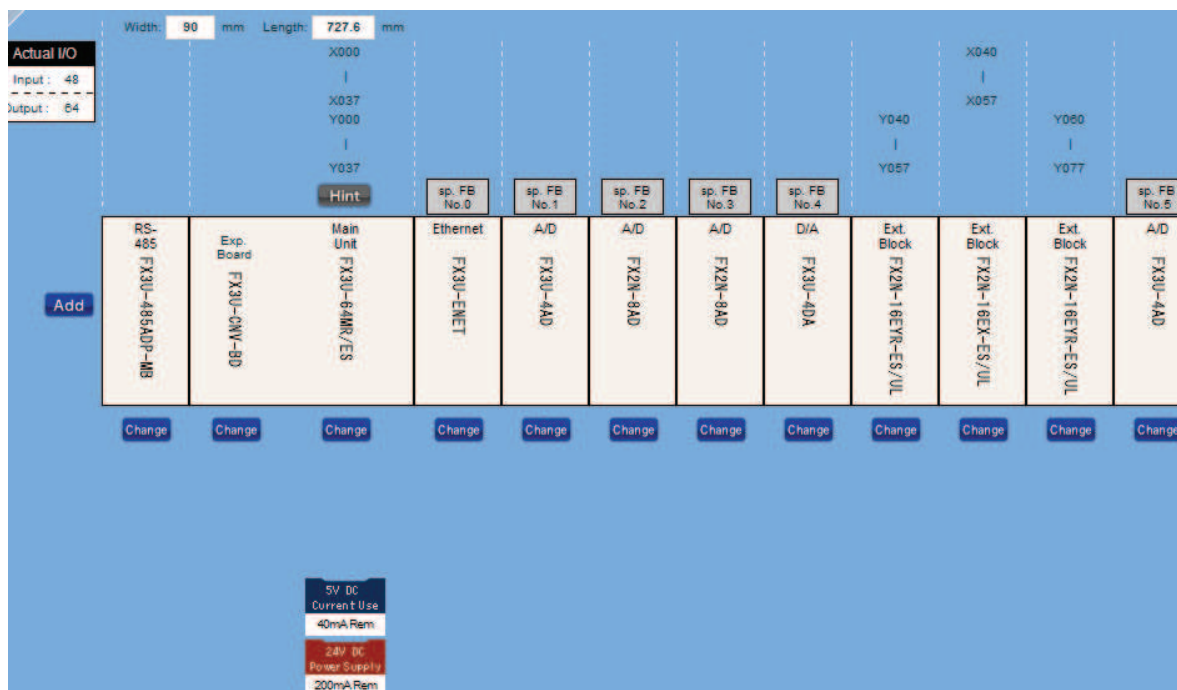 Width: 90 mm Length: 727.6 mm
Actual I/O
Input : 48
Output : 64
X000
|
X037
Y000
|
Y037
X040
|
X057
Y040
|
Y057
Y060
|
Y077
Hint
sp. FB
No.0
sp. FB
No.1
sp. FB
No.2
sp. FB
No.3
sp. FB
No.4
sp. FB
No.5
Add
RS-
485
FX3U-485ADP-MB
Exp.
Board
FX3U-CNV-BD
Main
Unit
FX3U-64MR/ES
Ethernet
FX3U-ENET
A/D
FX3U-4AD
A/D
FX2N-8AD
A/D
FX2N-8AD
D/A
FX3U-4DA
Ext.
Block
FX2N-16EYR-ES/UL
Ext.
Block
FX2N-16EX-ES/UL
Ext.
Block
FX2N-16EYR-ES/UL
A/D
FX3U-4AD
Change Change Change Change Change Change Change Change Change Change Change Change
5V DC
Current Use
40mA Rem
24V DC
Power Supply
200mA Rem